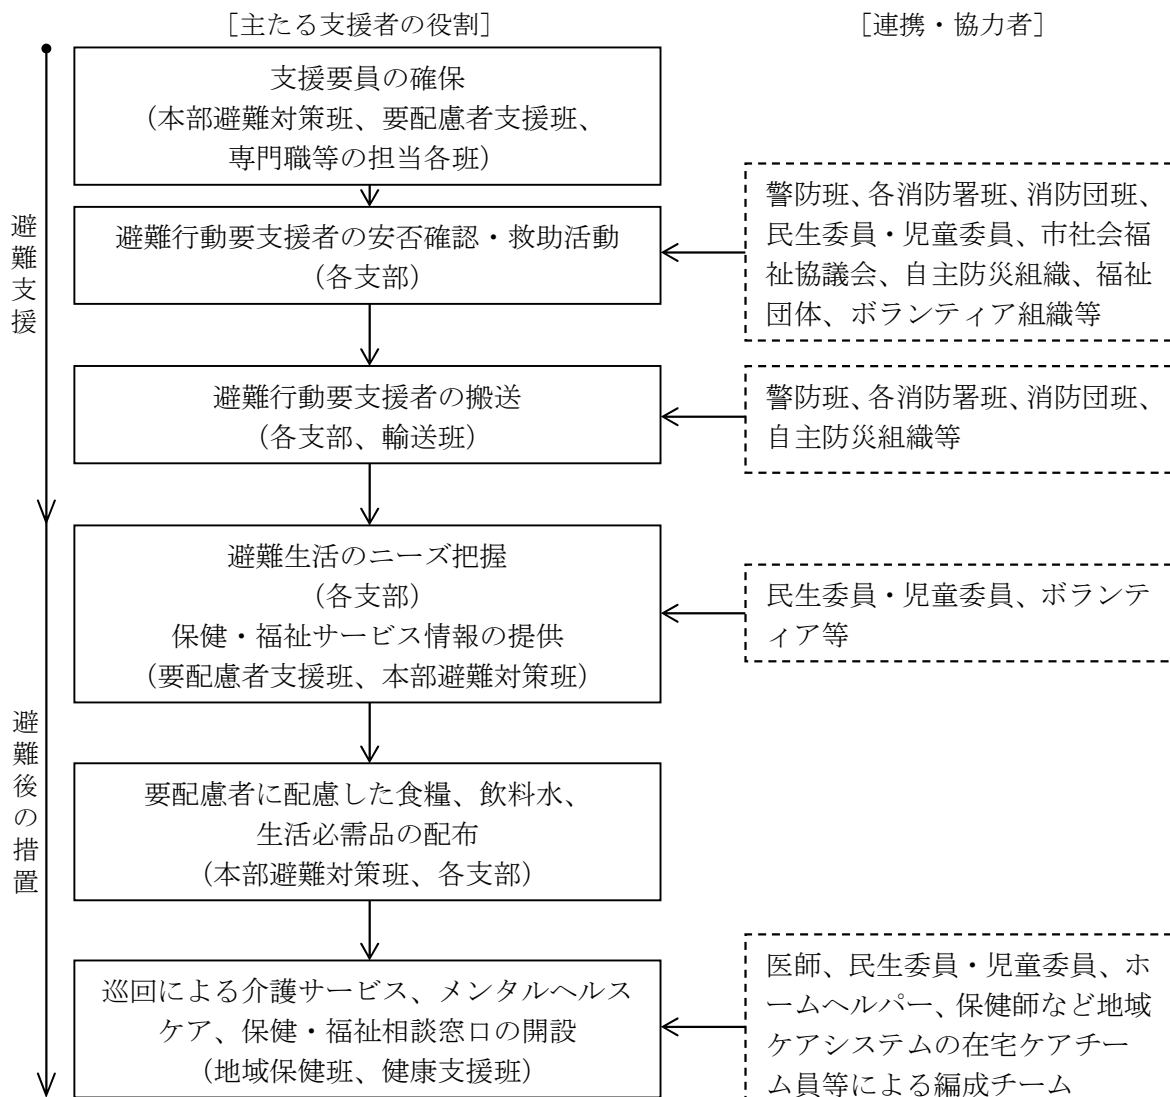 ［主たる支援者の役割］
［連携・協力者］
支援要員の確保
（本部避難対策班、要配慮者支援班、
専門職等の担当各班）
避難支援
避難行動要支援者の安否確認・救助活動
（各支部）
警防班、各消防署班、消防団班、
民生委員・児童委員、市社会福
祉協議会、自主防災組織、福祉
団体、ボランティア組織等
避難行動要支援者の搬送
（各支部、輸送班）
警防班、各消防署班、消防団班、
自主防災組織等
避難後の措置
避難生活のニーズ把握
（各支部）
保健・福祉サービス情報の提供
（要配慮者支援班、本部避難対策班）
民生委員・児童委員、ボランテ
ィア等
要配慮者に配慮した食糧、飲料水、
生活必需品の配布
（本部避難対策班、各支部）
巡回による介護サービス、メンタルヘルス
ケア、保健・福祉相談窓口の開設
（地域保健班、健康支援班）
医師、民生委員・児童委員、ホ
ームヘルパー、保健師など地域
ケアシステムの在宅ケアチー
ム員等による編成チーム